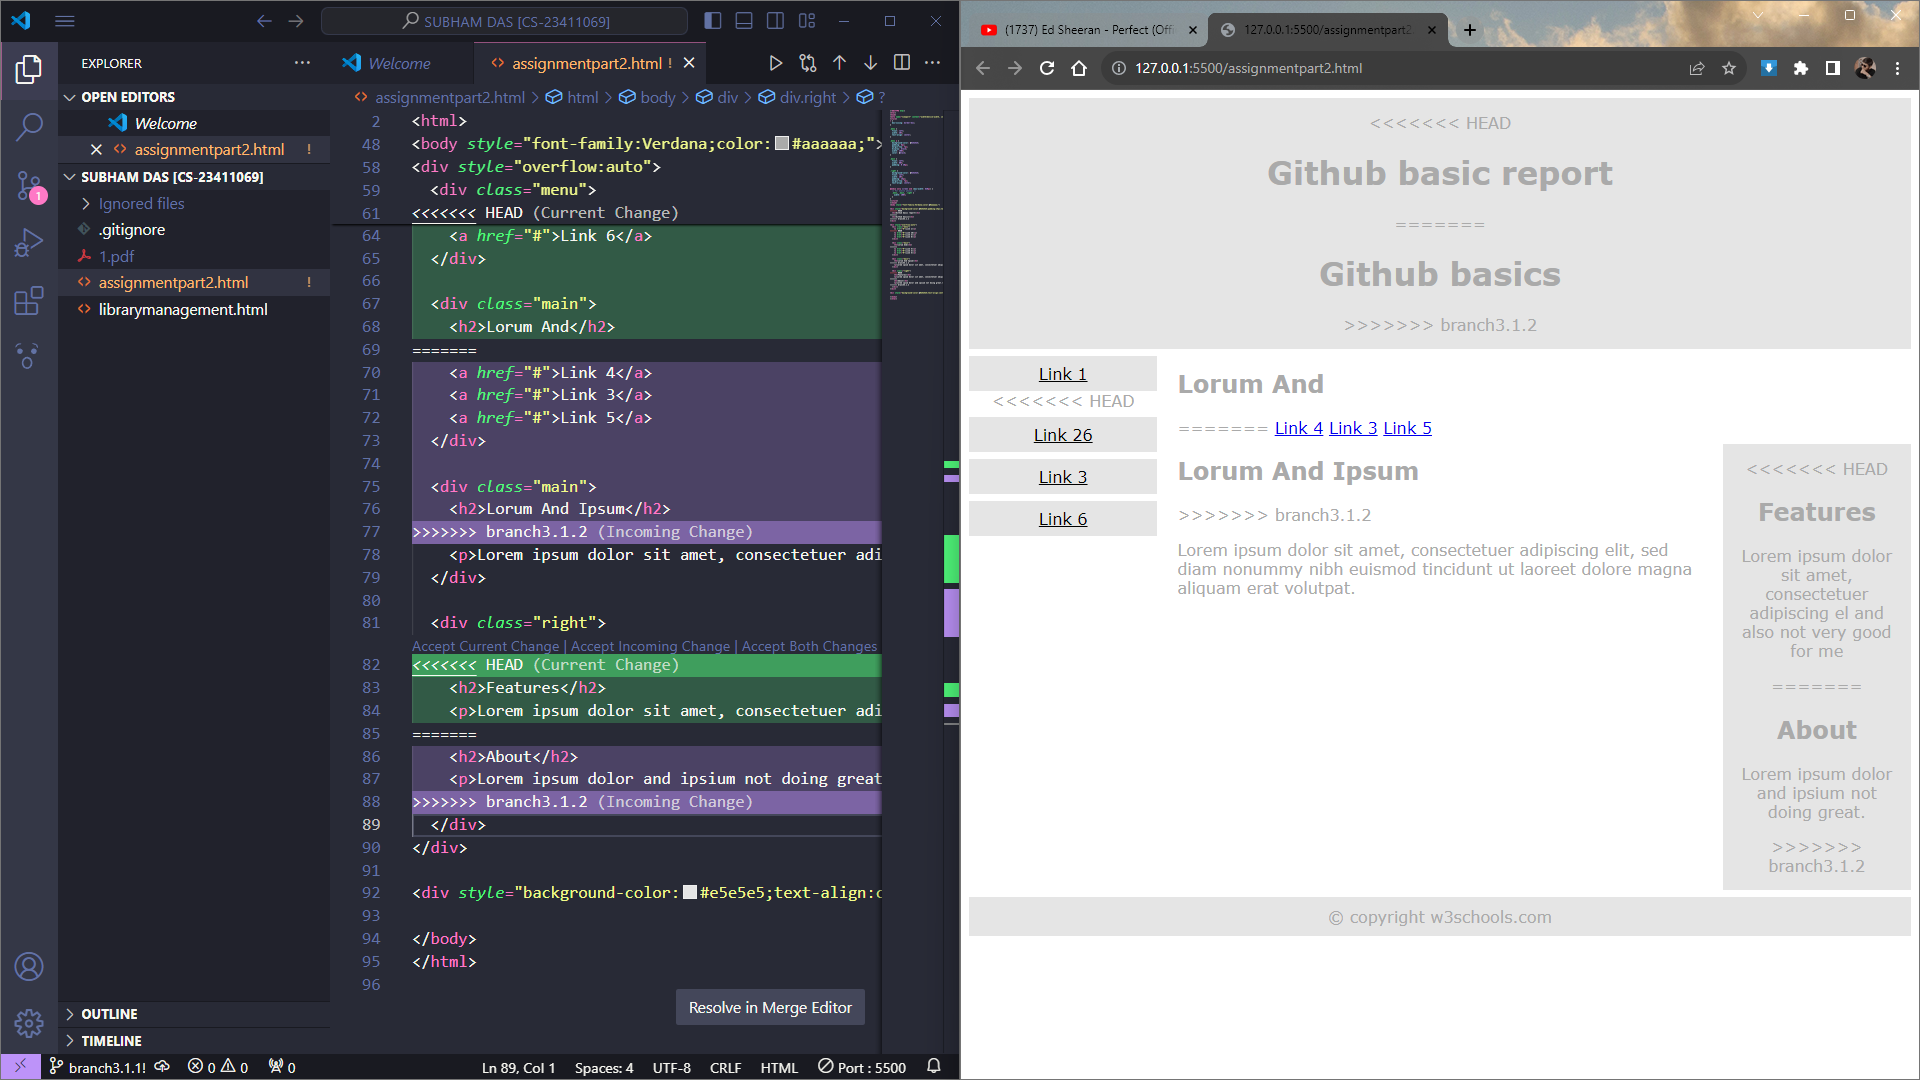 SUBHAM DAS [CS-23411069]
EXPLORER
OPEN EDITORS
Welcome
assignmentpart2.html !
SUBHAM DAS [CS-23411069]
Ignored files
.gitignore
1.pdf
assignmentpart2.html !
librarymanagement.html
OUTLINE
TIMELINE
1
Welcome
assignmentpart2.html !
assignmentpart2.html > html > body > div > div.right > ?
2 <html>
48 <body style="font-family:Verdana;color:#aaaaaa;">
58 <div style="overflow:auto">
59 <div class="menu">
61 <<<<<<< HEAD (Current Change)
64 <a href="#">Link 6</a>
65 </div>
66
67 <div class="main">
68 <h2>Lorum And</h2>
69 =======
70 <a href="#">Link 4</a>
71 <a href="#">Link 3</a>
72 <a href="#">Link 5</a>
73 </div>
74
75 <div class="main">
76 <h2>Lorum And Ipsum</h2>
77 >>>>>>> branch3.1.2 (Incoming Change)
78 <p>Lorem ipsum dolor sit amet, consectetuer adi
79 </div>
80
81 <div class="right">
Accept Current Change | Accept Incoming Change | Accept Both Changes
82 <<<<<<< HEAD (Current Change)
83 <h2>Features</h2>
84 <p>Lorem ipsum dolor sit amet, consectetuer adi
85 =======
86 <h2>About</h2>
87 <p>Lorem ipsum dolor and ipsium not doing great
88 >>>>>>> branch3.1.2 (Incoming Change)
89 </div>
90 </div>
91
92 <div style="background-color:#e5e5e5;text-align:c
93
94 </body>
95 </html>
96
Resolve in Merge Editor
branch3.1.1! 0 0 0 Ln 89, Col 1 Spaces: 4 UTF-8 CRLF HTML Port : 5500
(1737) Ed Sheeran - Perfect (Offi
127.0.0.1:5500/assignmentpart2
127.0.0.1:5500/assignmentpart2.html
<<<<<<< HEAD
Github basic report
=======
Github basics
>>>>>>> branch3.1.2
Link 1
<<<<<<< HEAD
Link 26
Link 3
Link 6
Lorum And
======= Link 4 Link 3 Link 5
Lorum And Ipsum
>>>>>>> branch3.1.2
Lorem ipsum dolor sit amet, consectetuer adipiscing elit, sed
diam nonummy nibh euismod tincidunt ut laoreet dolore magna
aliquam erat volutpat.
<<<<<<< HEAD
Features
Lorem ipsum dolor
sit amet,
consectetuer
adipiscing el and
also not very good
for me
=======
About
Lorem ipsum dolor
and ipsium not
doing great.
>>>>>>>
branch3.1.2
© copyright w3schools.com